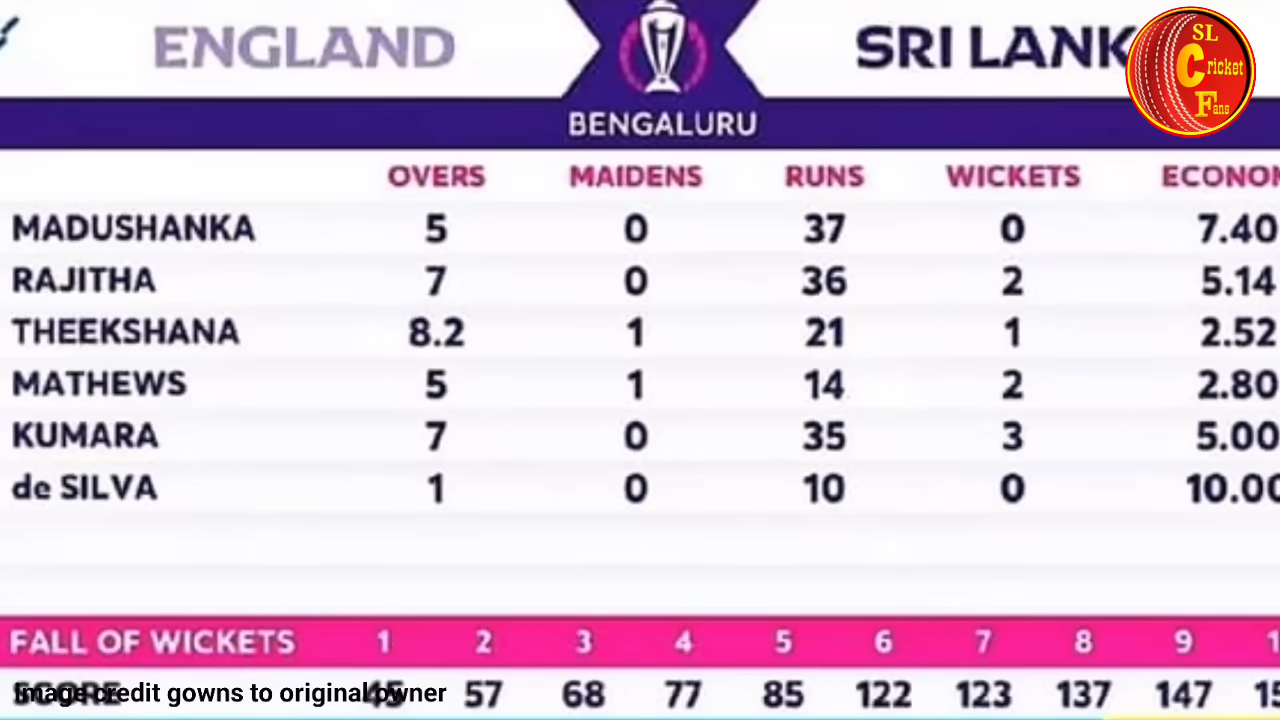 ENGLAND SRI LANK
SL
Cricket
Fans
BENGALURU
OVERS MAIDENS RUNS WICKETS ECONOM
MADUSHANKA 5 0 37 0 7.40
RAJITHA 7 0 36 2 5.14
THEEKSHANA 8.2 1 21 1 2.52
MATHEWS 5 1 14 2 2.80
KUMARA 7 0 35 3 5.00
de SILVA 1 0 10 0 10.00
FALL OF WICKETS 1 2 3 4 5 6 7 8 9 1
SCORE 45 57 68 77 85 122 123 137 147 15
Image credit gowns to original owner